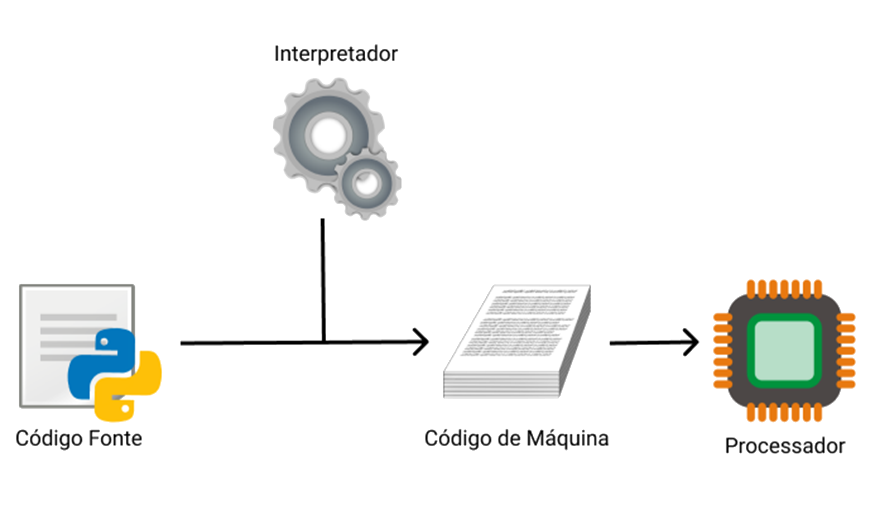 Interpretador
Código Fonte
Código de Máquina
Processador